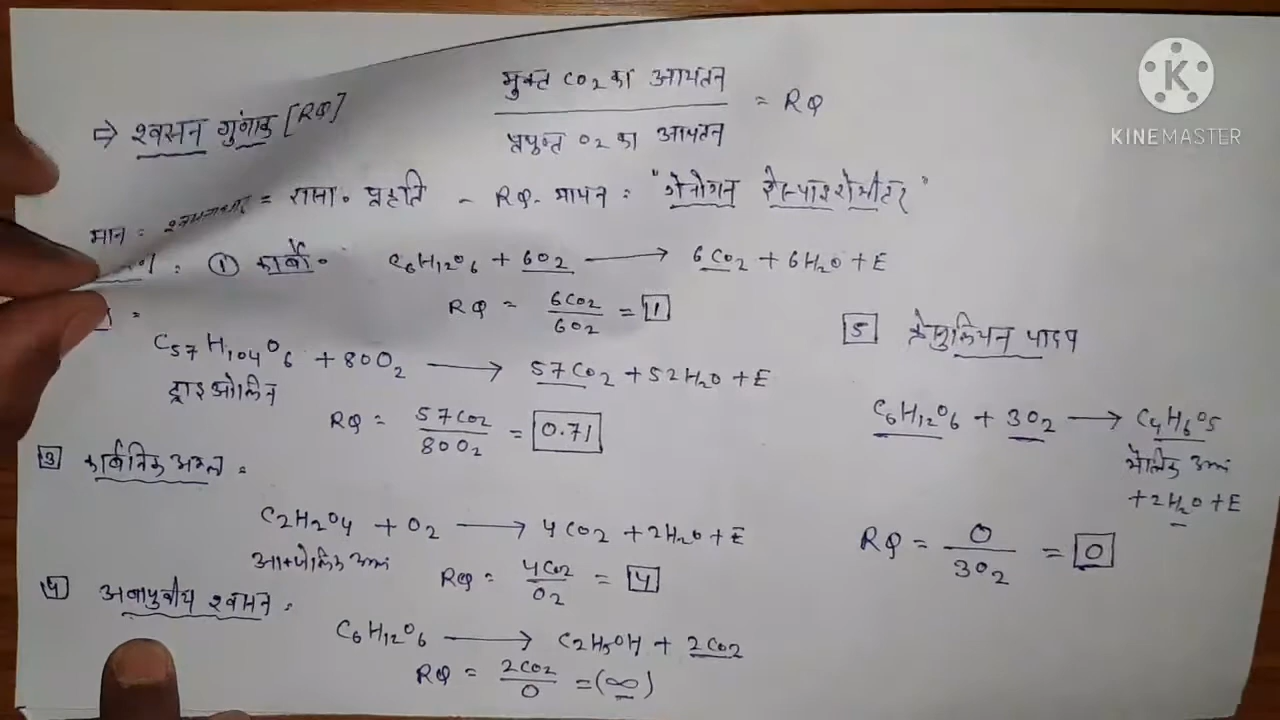 ⇒ श्वसन गुंणाक [RQ]
मुक्त CO2 का आयतन / प्रयुक्त O2 का आयतन = RQ
KINEMASTER
मान = = रासा० प्रकृति - RQ- मापन = "गेनोगन रेस्पाइरोमीटर"
① कार्बो० C6H12O6 + 6O2 → 6CO2 + 6H2O + E
RQ = 6CO2 / 6O2 = 1
C57H104O6 + 80O2 → 57CO2 + 52H2O + E
ट्राइओलिन
RQ = 57CO2 / 80O2 = 0.71
3 कार्बनिक अम्ल =
C2H2O4 + O2 → 4CO2 + 2H2O + E
RQ = 4CO2 / O2 = 4
4 श्वसन =
C6H12O6 → C2H5OH + 2CO2
RQ = 2CO2 / 0 = (∞)
5 पादप
C6H12O6 + 3O2 → C4H6O5
मैलिक अम्ल
+2H2O + E
RQ = 0 / 3O2 = 0